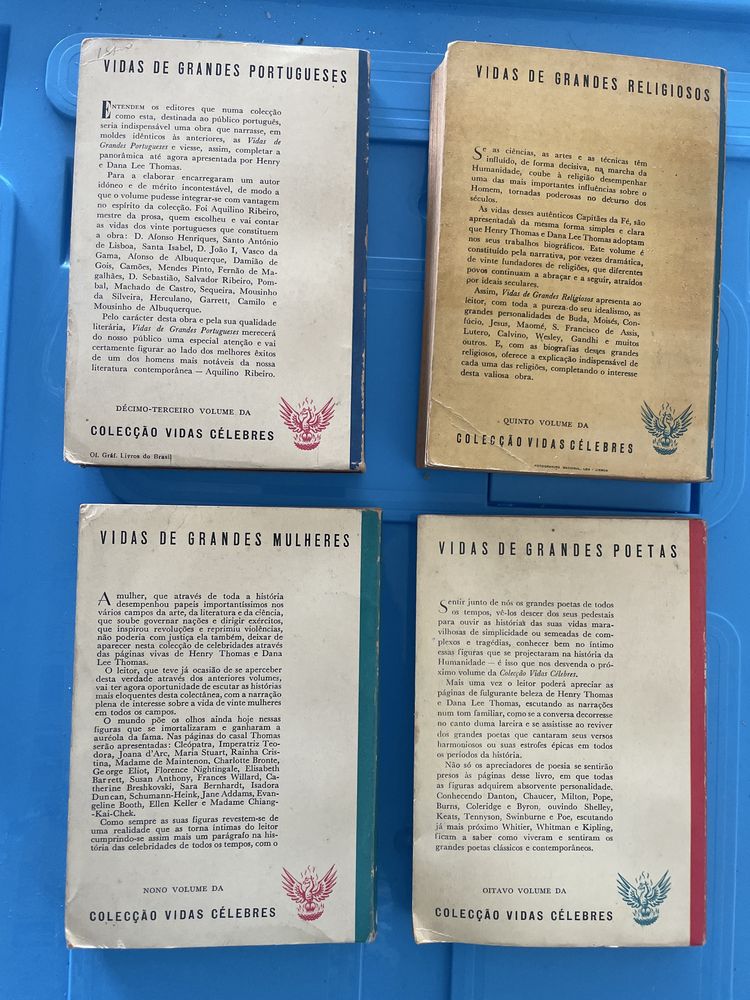 VIDAS DE GRANDES PORTUGUESES
ENTENDEM os editores que numa colecção
como esta, destinada ao público português,
seria indispensável uma obra que narrasse, em
moldes idênticos às anteriores, as Vidas de
Grandes Portugueses e viesse, assim, completar a
panorâmica até agora apresentada por Henry
e Dana Lee Thomas.
Para a elaborar encarregaram um autor
idóneo e de mérito incontestável, de modo a
que o volume pudesse integrar-se com vantagem
no espírito da colecção. Foi Aquilino Ribeiro,
mestre da prosa, quem escolheu e vai contar
as vidas dos vinte portugueses que constituem
a obra: D. Afonso Henriques, Santo António
de Lisboa, Santa Isabel, D. João I, Vasco da
Gama, Afonso de Albuquerque, Damião de
Gois, Camões, Mendes Pinto, Fernão de Ma-
galhães, D. Sebastião, Salvador Ribeiro, Pom-
bal, Machado de Castro, Sequeira, Mousinho
da Silveira, Herculano, Garrett, Camilo e
Mousinho de Albuquerque.
Pelo carácter desta obra e pela sua qualidade
literária, Vidas de Grandes Portugueses merecerá
do nosso público uma especial atenção e vai
certamente figurar ao lado dos melhores êxitos
de um dos homens mais notáveis da nossa
literatura contemporânea — Aquilino Ribeiro.
DÉCIMO-TERCEIRO VOLUME DA
COLECÇÃO VIDAS CÉLEBRES
Of. Gráf. Livros do Brasil
VIDAS DE GRANDES RELIGIOSOS
Se as ciências, as artes e as técnicas têm
influído, de forma decisiva, na marcha da
Humanidade, coube à religião desempenhar
uma das mais importantes influências sobre o
Homem, tornadas poderosas no decurso dos
séculos.
As vidas desses autênticos Capitães da Fé, são
apresentadas da mesma forma simples e clara
que Henry Thomas e Dana Lee Thomas adoptam
nos seus trabalhos biográficos. Este volume é
constituído pela narrativa, por vezes dramática,
de vinte fundadores de religiões, que diferentes
povos continuam a abraçar e a seguir, atraídos
por ideais seculares.
Assim, Vidas de Grandes Religiosos apresenta ao
leitor, com toda a pureza do seu idealismo, as
grandes personalidades de Buda, Moisés, Con-
fúcio, Jesus, Maomé, S. Francisco de Assis,
Lutero, Calvino, Wesley, Gandhi e muitos
outros. E, com as biografias desses grandes
religiosos, oferece a explicação indispensável de
cada uma das religiões, completando o interesse
desta valiosa obra.
QUINTO VOLUME DA
COLECÇÃO VIDAS CÉLEBRES
FOTOGRAVURA NACIONAL, LDA - LISBOA
VIDAS DE GRANDES MULHERES
A mulher, que através de toda a história
desempenhou papeis importantíssimos nos
vários campos da arte, da literatura e da ciência,
que soube governar nações e dirigir exércitos,
que inspirou revoluções e reprimiu violências,
não poderia com justiça ela também, deixar de
aparecer nesta colecção de celebridades através
das páginas vivas de Henry Thomas e Dana
Lee Thomas.
O leitor, que teve já ocasião de se aperceber
desta verdade através dos anteriores volumes,
vai ter agora oportunidade de escutar as histórias
mais eloquentes desta colectânea, com a narração
plena de interesse sobre a vida de vinte mulheres
em todos os campos.
O mundo põe os olhos ainda hoje nessas
figuras que se imortalizaram e ganharam a
auréola da fama. Nas páginas do casal Thomas
serão apresentadas: Cleópatra, Imperatriz Teo-
dora, Joana d'Arc, Maria Stuart, Rainha Cris-
tina, Madame de Maintenon, Charlotte Bronte,
George Eliot, Florence Nightingale, Elisabeth
Barrett, Susan Anthony, Frances Willard, Ca-
therine Breshkovski, Sara Bernhardt, Isadora
Duncan, Schumann-Heink, Jane Addams, Evan-
geline Booth, Ellen Keller e Madame Chiang-
-Kai-Chek.
Como sempre as suas figuras revestem-se de
uma realidade que as torna íntimas do leitor
cumprindo-se assim mais um parágrafo na his-
tória das celebridades de todos os tempos, com o
NONO VOLUME DA
COLECÇÃO VIDAS CÉLEBRES
VIDAS DE GRANDES POETAS
Sentir junto de nós os grandes poetas de todos
os tempos, vê-los descer dos seus pedestais
para ouvir as histórias das suas vidas mara-
vilhosas de simplicidade ou semeadas de com-
plexos e tragédias, conhecer bem no íntimo
essas figuras que se projectaram na história da
Humanidade — é isso que nos desvenda o pró-
ximo volume da Colecção Vidas Célebres.
Mais uma vez o leitor poderá apreciar as
páginas de fulgurante beleza de Henry Thomas
e Dana Lee Thomas, escutando as narrações
num tom familiar, como se a conversa decorresse
no canto duma lareira e se assistise ao reviver
dos grandes poetas que cantaram seus versos
harmoniosos ou suas estrofes épicas em todos
os períodos da história.
Não só os apreciadores de poesia se sentirão
presos às páginas desse livro, em que todas
as figuras adquirem absorvente personalidade.
Conhecendo Danton, Chaucer, Milton, Pope,
Burns, Coleridge e Byron, ouvindo Shelley,
Keats, Tennyson, Swinburne e Poe, escutando
já mais próximo Whitier, Whitman e Kipling,
ficam a saber como viveram e sentiram os
grandes poetas clássicos e contemporâneos.
OITAVO VOLUME DA
COLECÇÃO VIDAS CÉLEBRES